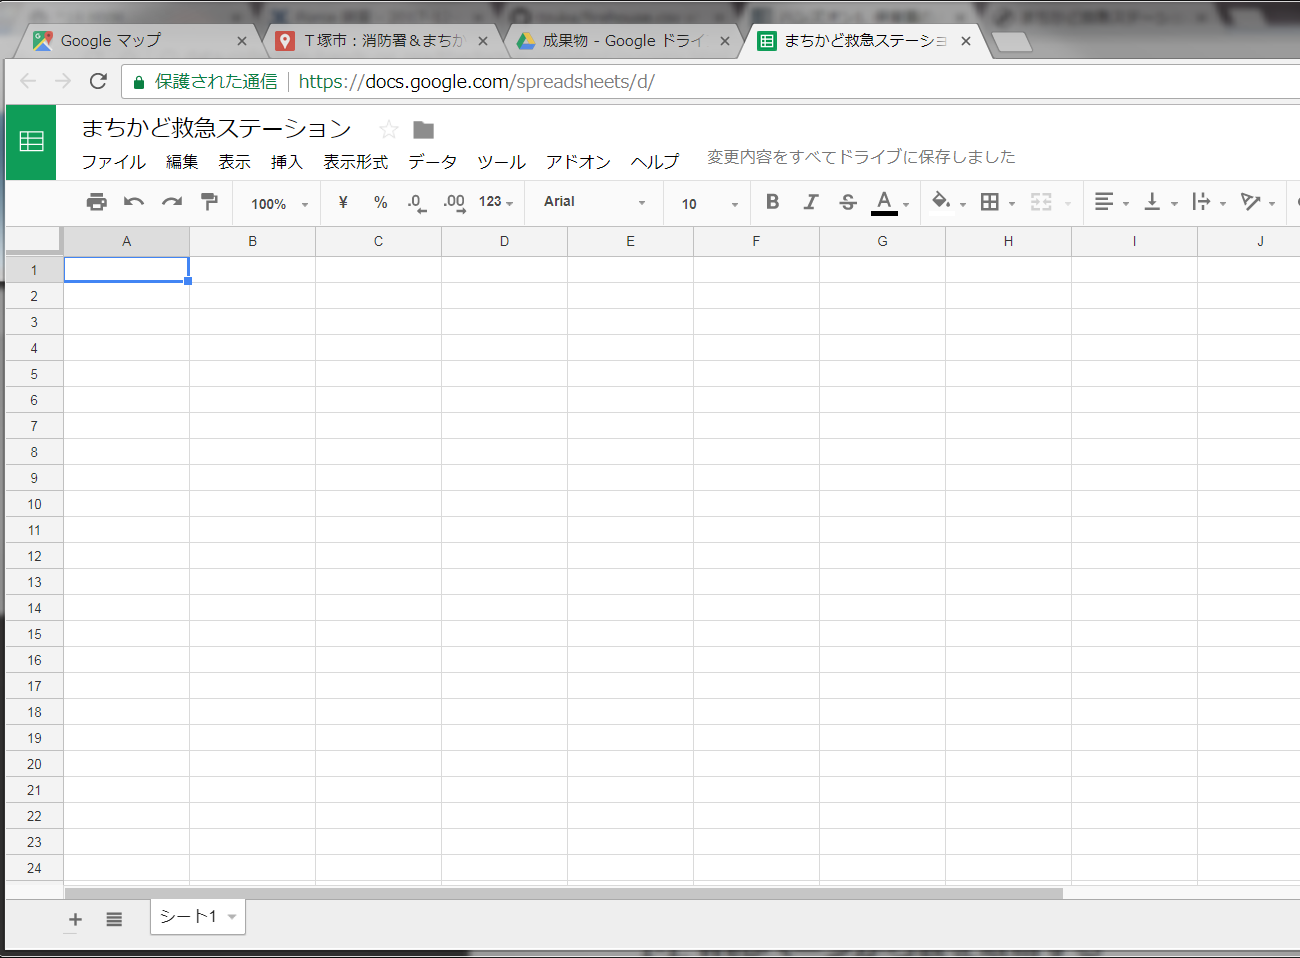 Google マップ
T塚市：消防署＆まちか
成果物 - Google ドライ
まちかど救急ステーショ
保護された通信
https://docs.google.com/spreadsheets/d/
まちかど救急ステーション
ファイル 編集 表示 挿入 表示形式 データ ツール アドオン ヘルプ 変更内容をすべてドライブに保存しました
100% ¥ % .0 .00 123 Arial 10 B I S A
A B C D E F G H I J
1
2
3
4
5
6
7
8
9
10
11
12
13
14
15
16
17
18
19
20
21
22
23
24
シート1